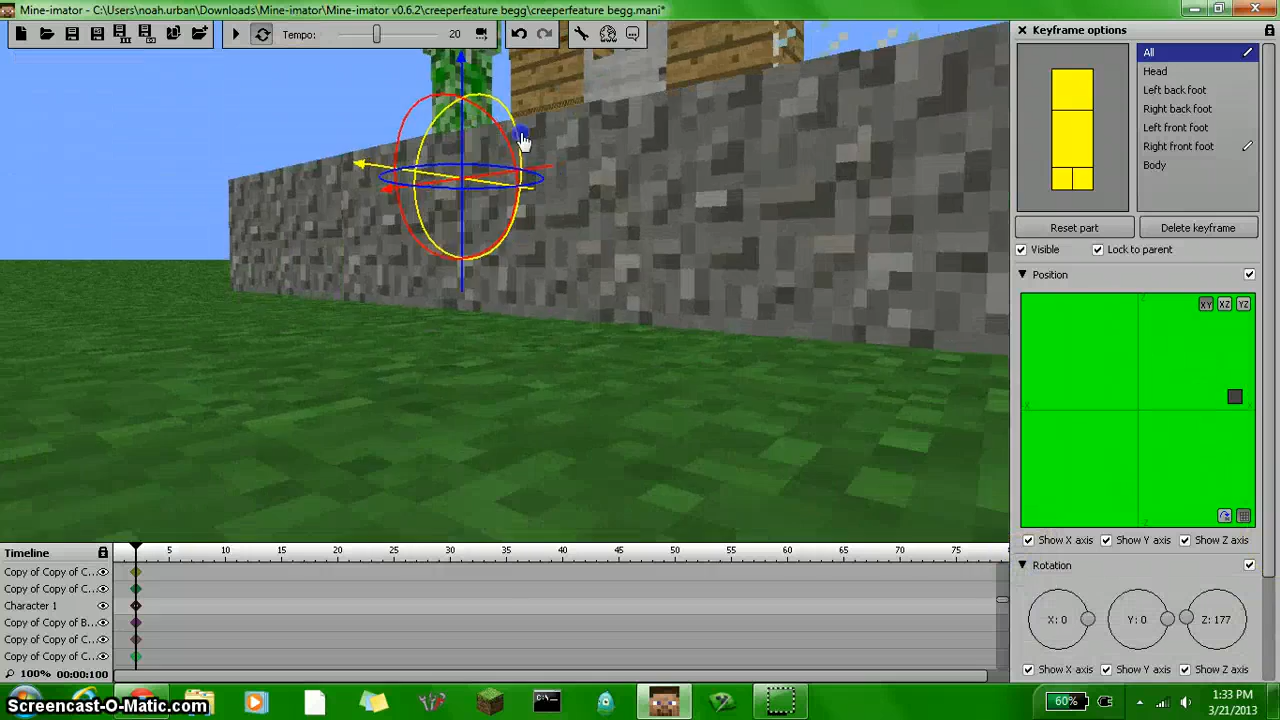 Mine-imator - C:\Users\noah.urban\Downloads\Mine-imator\Mine-imator v0.6.2\creeperfeature begg\creeperfeature begg.mani*
Tempo: 20
Keyframe options
All
Head
Left back foot
Right back foot
Left front foot
Right front foot
Body
Reset part
Delete keyframe
Visible
Lock to parent
Position
XY XZ YZ
Show X axis
Show Y axis
Show Z axis
Rotation
X: 0
Y: 0
Z: 177
Show X axis
Show Y axis
Show Z axis
Timeline
5 10 15 20 25 30 35 40 45 50 55 60 65 70 75
Copy of Copy of C...
Copy of Copy of C...
Character 1
Copy of Copy of B...
Copy of Copy of C...
Copy of Copy of C...
100% 00:00:100
Screencast-O-Matic.com
C:\_
60%
1:33 PM
3/21/2013